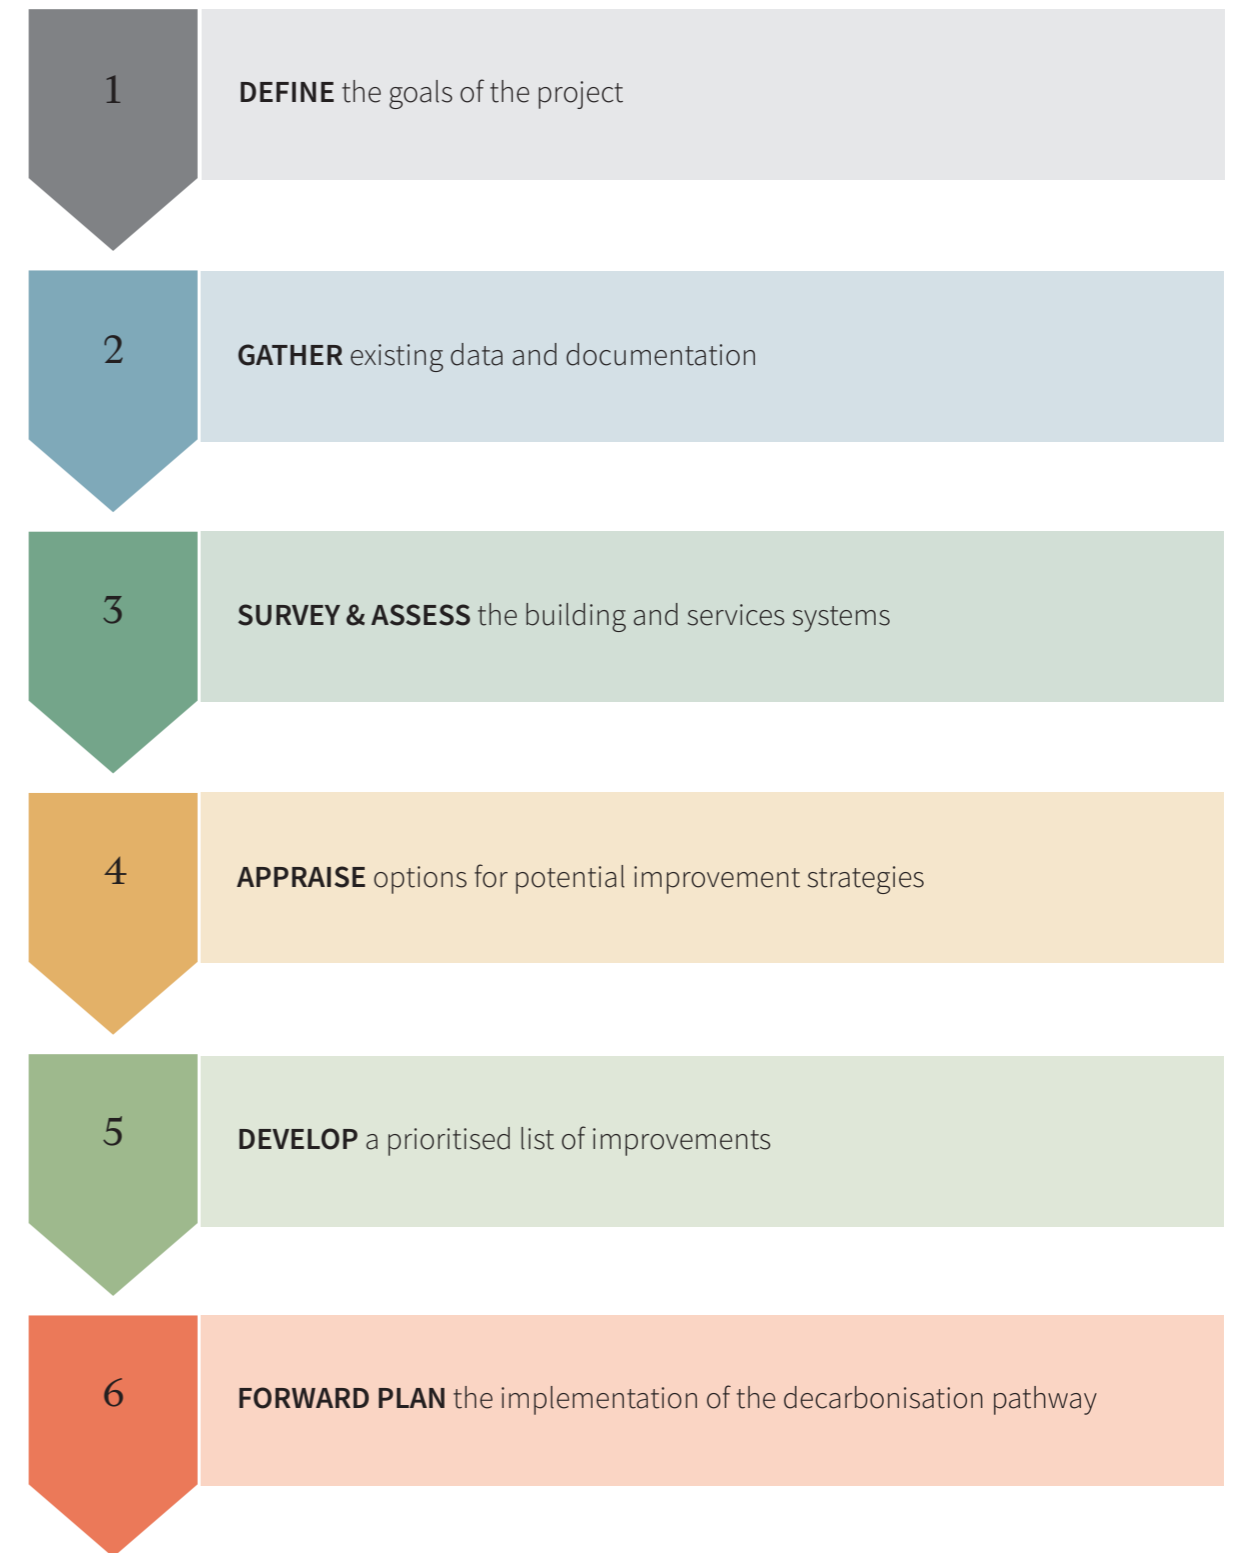 1
DEFINE the goals of the project
2
GATHER existing data and documentation
3
SURVEY & ASSESS the building and services systems
4
APPRAISE options for potential improvement strategies
5
DEVELOP a prioritised list of improvements
6
FORWARD PLAN the implementation of the decarbonisation pathway